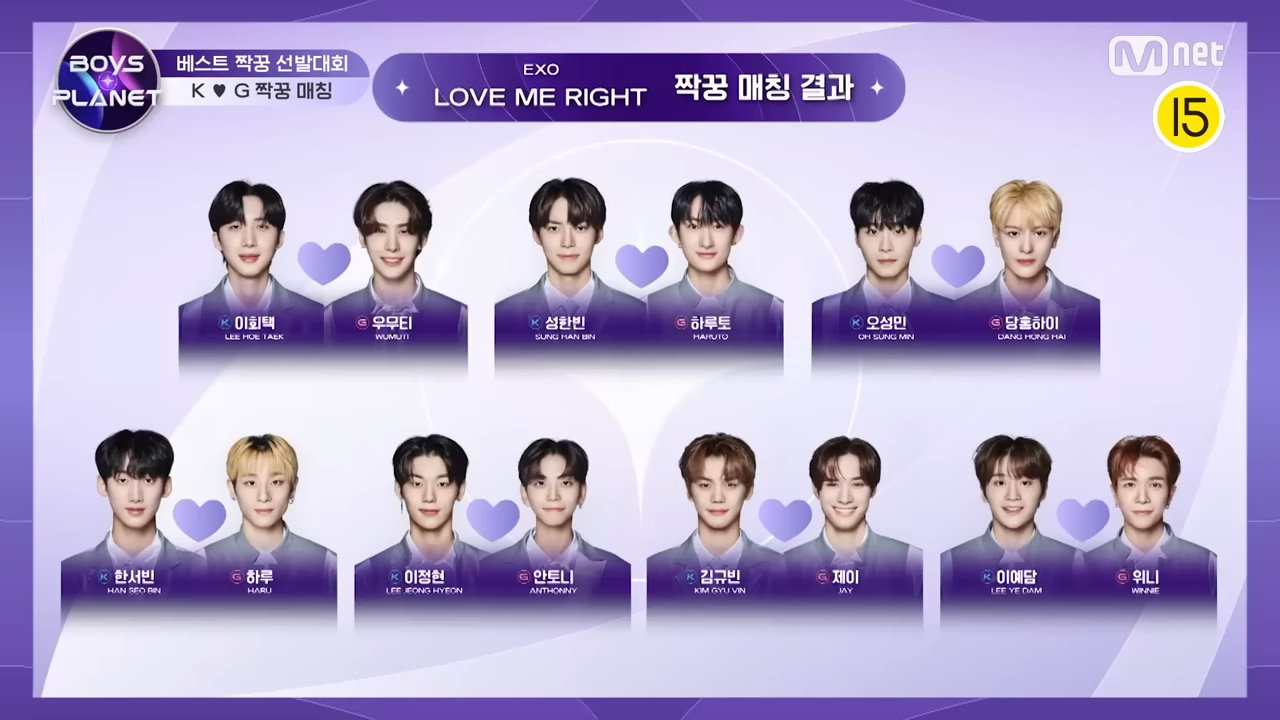 BOYS
PLANET
베스트 짝꿍 선발대회
K ♥ G 짝꿍 매칭
EXO
LOVE ME RIGHT 짝꿍 매칭 결과
Mnet
15
K 이회택 G 우무티
LEE HOE TAEK WUMUTI
K 성한빈 G 하루토
SUNG HAN BIN HARUTO
K 오성민 G 당홍하이
OH SUNG MIN DANG HONG HAI
K 한서빈 G 하루
HAN SEO BIN HARU
K 이정현 G 안토니
LEE JEONG HYEON ANTHONNY
K 김규빈 G 제이
KIM GYU VIN JAY
K 이예담 G 위니
LEE YE DAM WINNIE